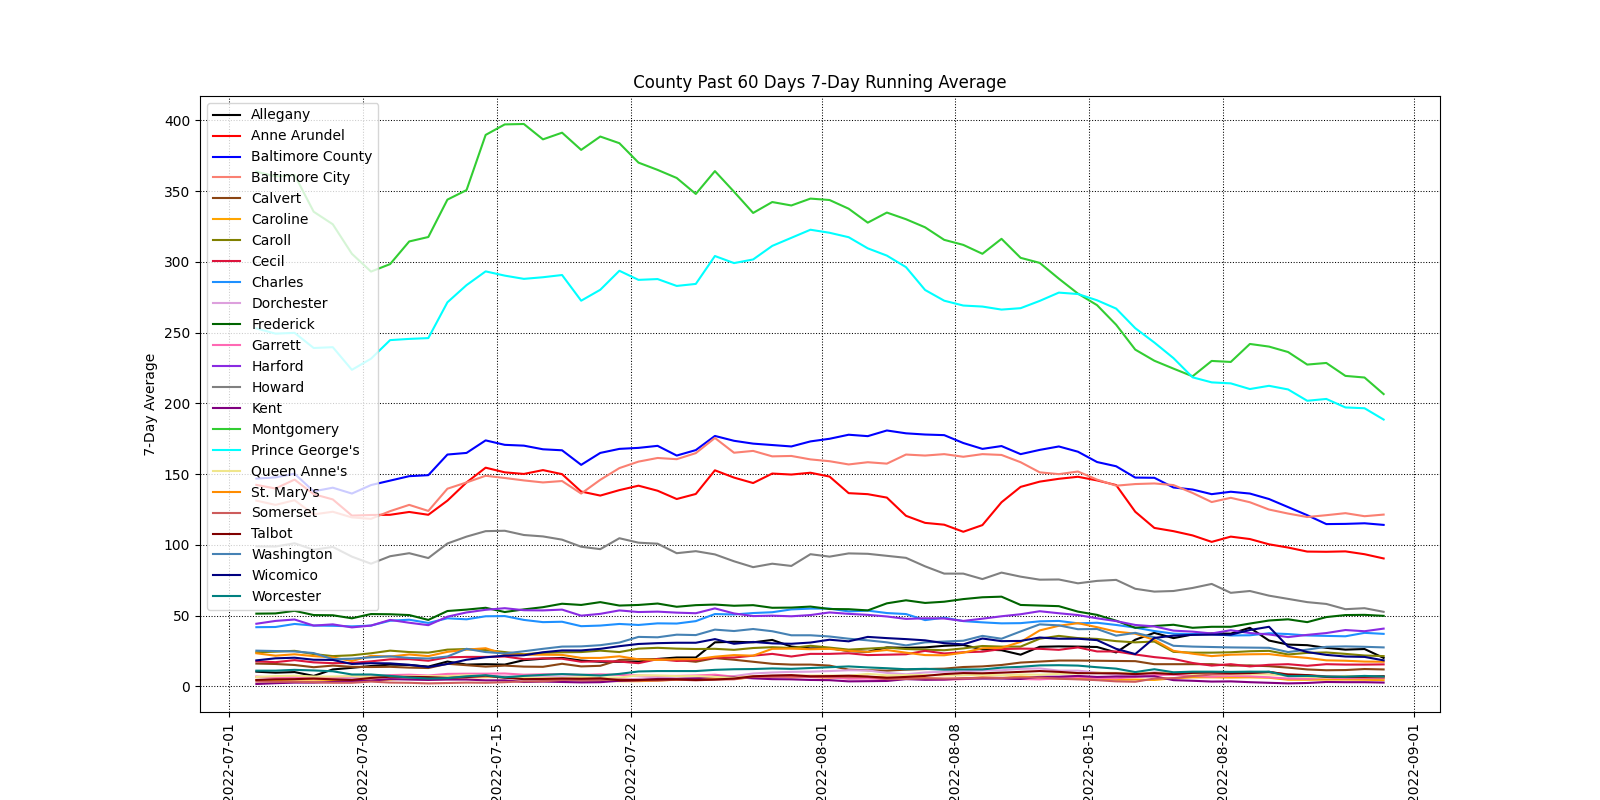 County Past 60 Days 7-Day Running Average
7-Day Average
400
350
300
250
200
150
100
50
0
Allegany
Anne Arundel
Baltimore County
Baltimore City
Calvert
Caroline
Caroll
Cecil
Charles
Dorchester
Frederick
Garrett
Harford
Howard
Kent
Montgomery
Prince George's
Queen Anne's
St. Mary's
Somerset
Talbot
Washington
Wicomico
Worcester
2022-07-01
2022-07-08
2022-07-15
2022-07-22
2022-08-01
2022-08-08
2022-08-15
2022-08-22
2022-09-01